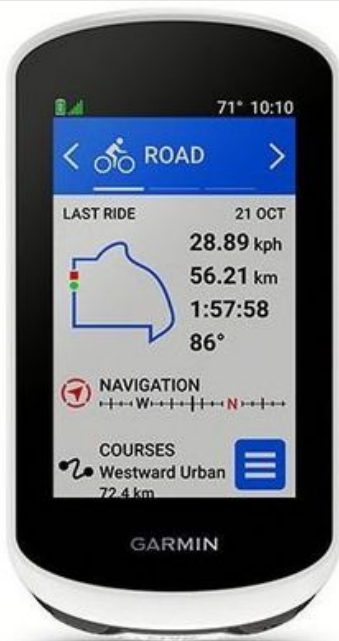 71° 10:10
ROAD
LAST RIDE 21 OCT
28.89 kph
56.21 km
1:57:58
86°
NAVIGATION
W N
COURSES
Westward Urban
72.4 km
GARMIN